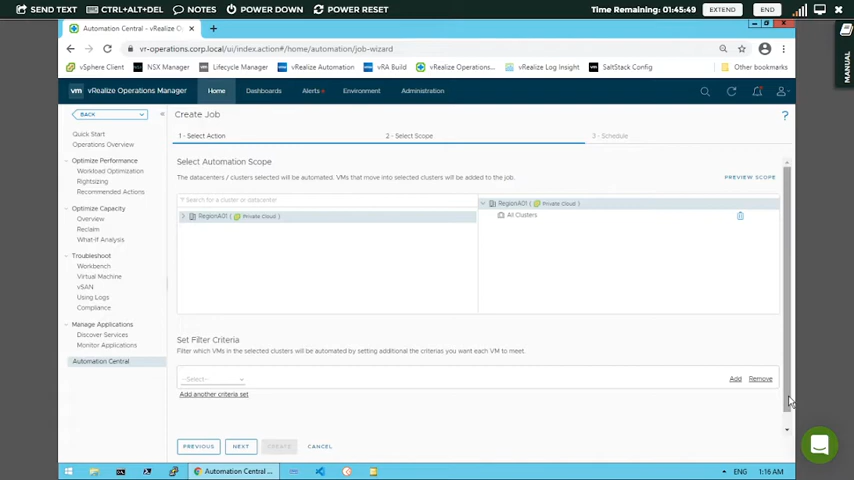 SEND TEXT CTRL+ALT+DEL NOTES POWER DOWN POWER RESET Time Remaining: 01:45:49 EXTEND END
MANUAL
Automation Central - vRealize Op
vr-operations.corp.local/ui/index.action#/home/automation/job-wizard
vSphere Client NSX Manager Lifecycle Manager vRealize Automation vRA Build vRealize Operations... vRealize Log Insight SaltStack Config Other bookmarks
vm vRealize Operations Manager Home Dashboards Alerts Environment Administration
BACK
Create Job
Quick Start
Operations Overview
Optimize Performance
Workload Optimization
Rightsizing
Recommended Actions
Optimize Capacity
Overview
Reclaim
What-If Analysis
Troubleshoot
Workbench
Virtual Machine
vSAN
Using Logs
Compliance
Manage Applications
Discover Services
Monitor Applications
Automation Central
1 - Select Action 2 - Select Scope 3 - Schedule
Select Automation Scope
The datacenters / clusters selected will be automated. VMs that move into selected clusters will be added to the job.
PREVIEW SCOPE
Search for a cluster or datacenter
RegionA01 ( Private Cloud )
RegionA01 ( Private Cloud )
All Clusters
Set Filter Criteria
Filter which VMs in the selected clusters will be automated by setting additional the criteria you want each VM to meet.
--Select-- Add Remove
Add another criteria set
PREVIOUS NEXT CREATE CANCEL
Automation Central ... ENG 1:16 AM